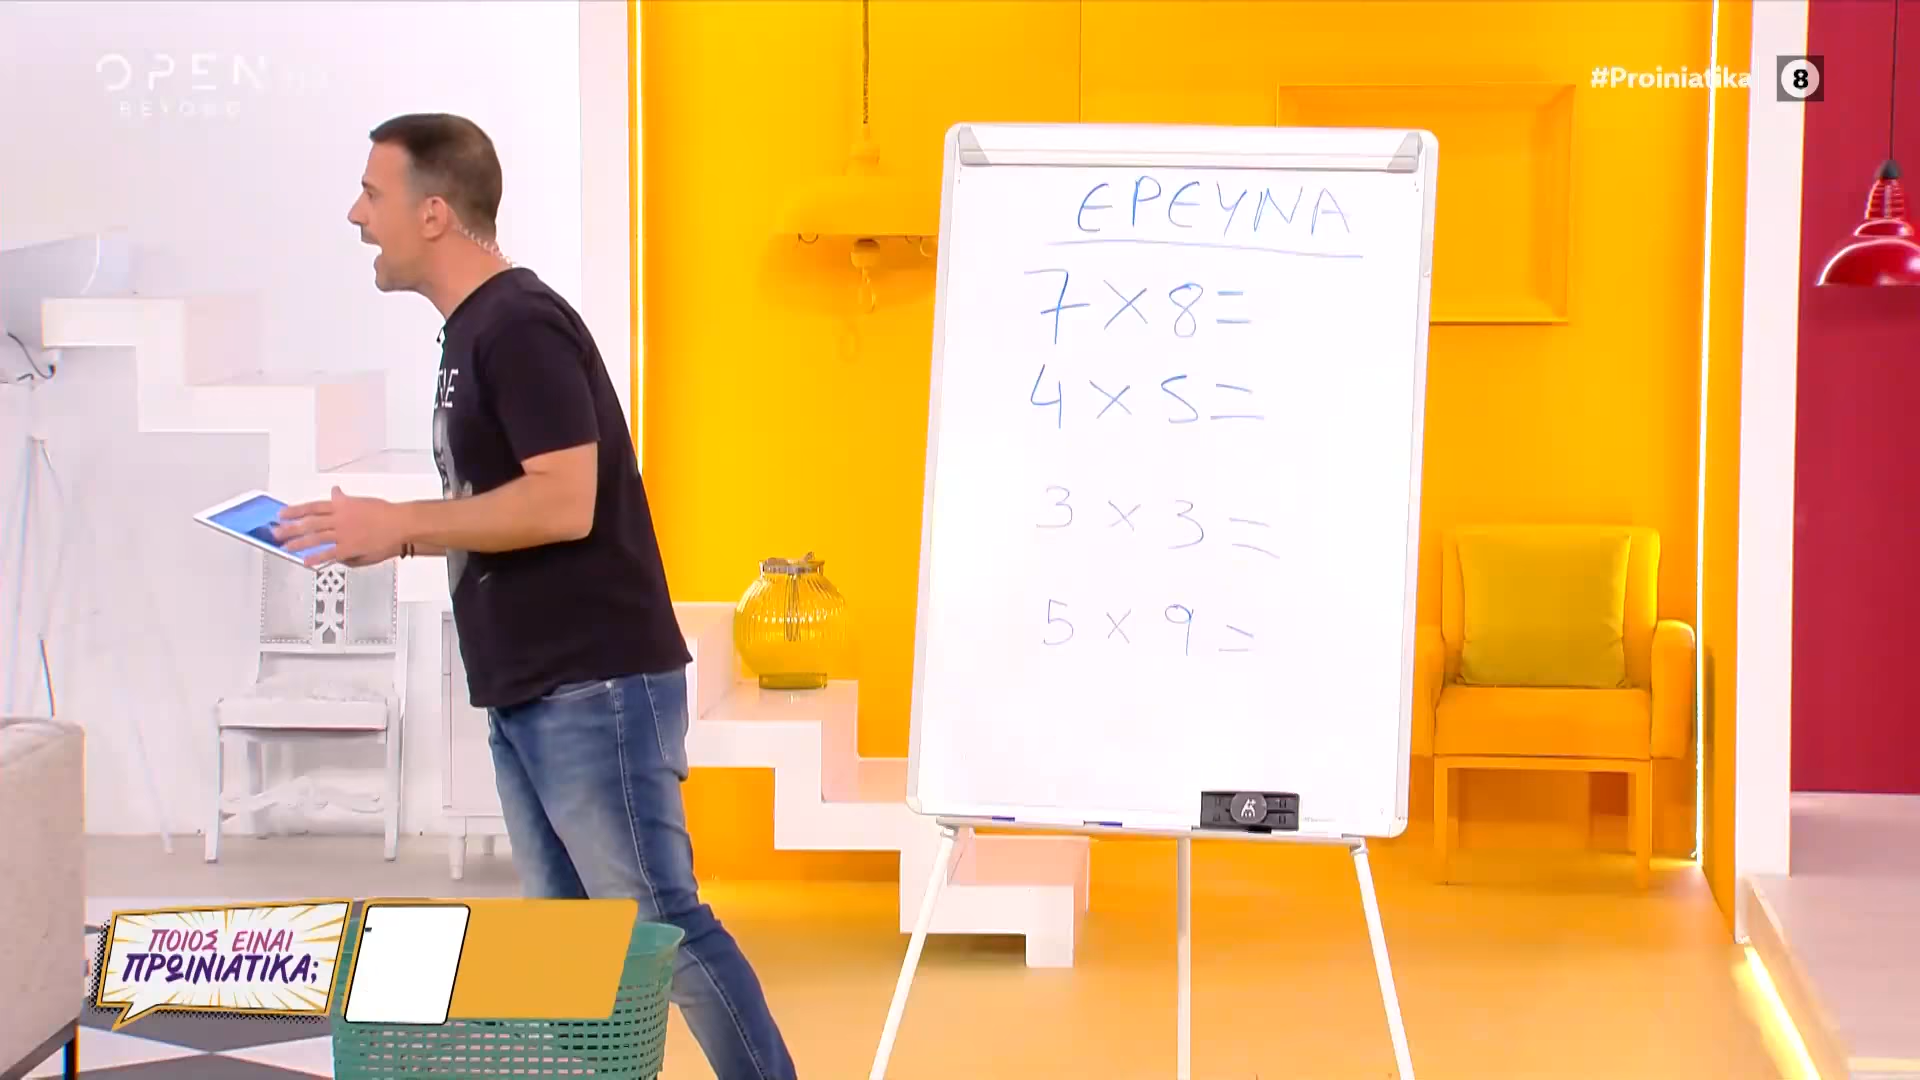 OPEN
BEYOND
#Proiniatika
8
ΕΡΕΥΝΑ
7 × 8 =
4 × 5 =
3 × 3 =
5 × 9 =
ΠΟΙΟΣ ΕΙΝΑΙ
ΠΡΩΙΝΙΑΤΙΚΑ;